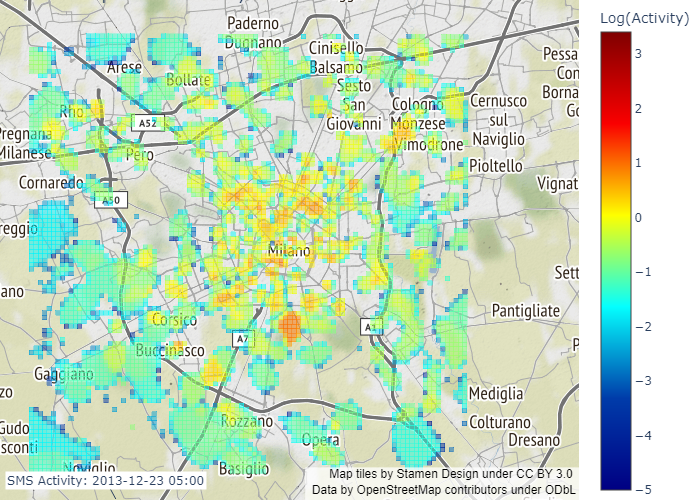 Log(Activity)
3
2
1
0
−1
−2
−3
−4
−5
Paderno
Dugnano
Cinisello
Balsamo
Pessa
Arese
Bollate
Sesto
San
Giovanni
Cologno
Monzese
Cernusco
sul
Naviglio
Rho
A52
Pregnana
Milanese
Pero
Vimodrone
Pioltello
Cornaredo
A50
Vignat
reggio
Milano
Sett
ano
Corsico
A7
A1
Pantigliate
Buccinasco
Gaggiano
zo
Mediglia
Rozzano
Colturano
Dresano
Gudo
sconti
Opera
Noviglio
Basiglio
SMS Activity: 2013-12-23 05:00
Map tiles by Stamen Design under CC BY 3.0
Data by OpenStreetMap contributors under ODbL